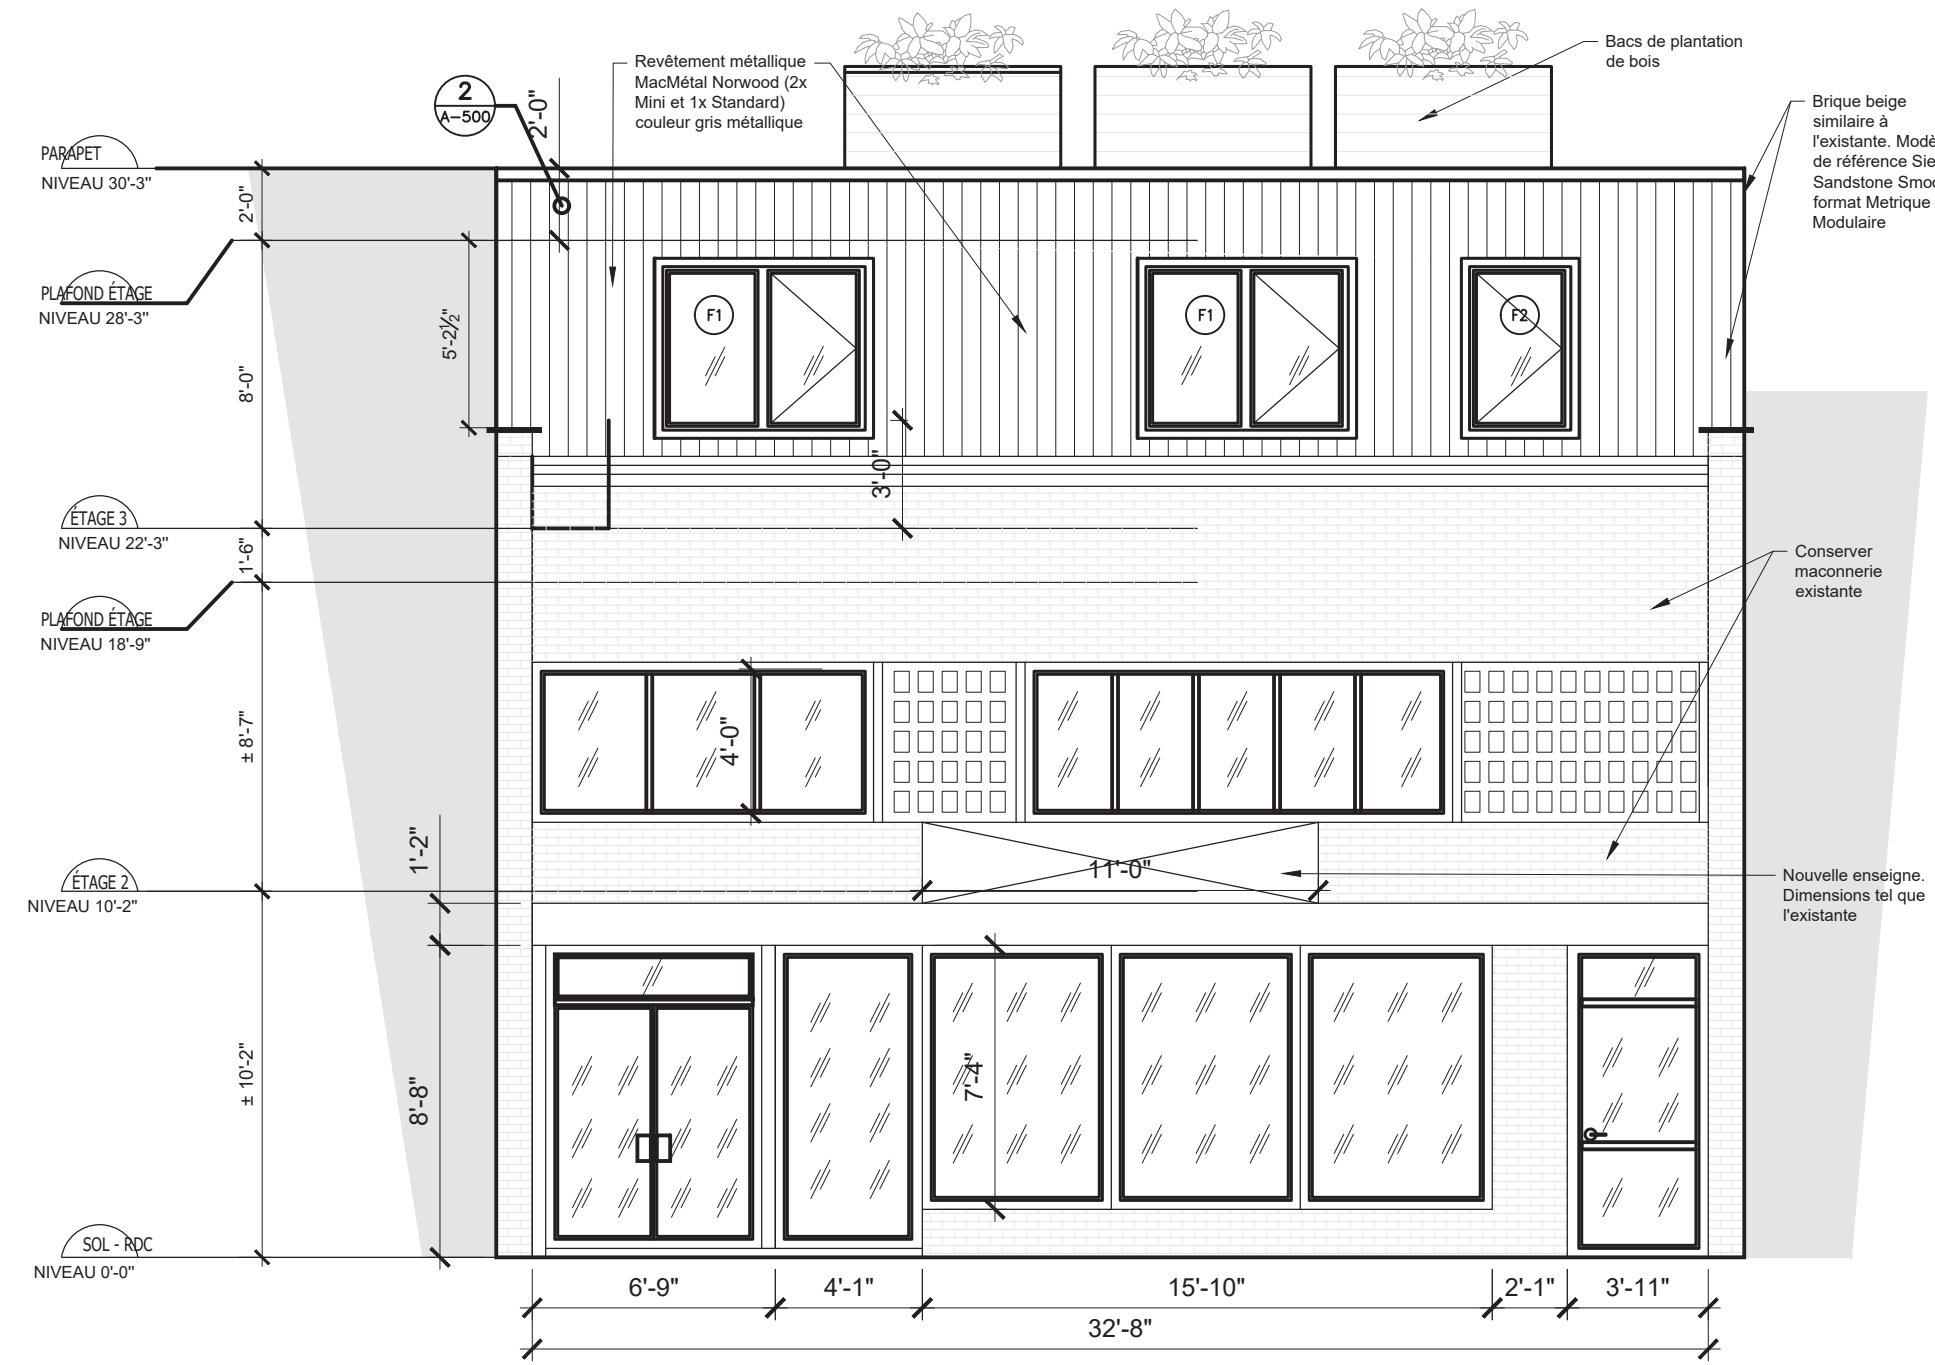 Revêtement métallique
MacMétal Norwood (2x
Mini et 1x Standard)
couleur gris métallique
Bacs de plantation
de bois
Brique beige
similaire à
l'existante.
de référence
Sandstone
format Metrique
Modulaire
2
A-500
2'-0"
PARAPET
NIVEAU 30'-3"
2'-0"
PLAFOND ÉTAGE
NIVEAU 28'-3"
5'-2½"
8'-0"
F1
F1
F2
3'-0"
ÉTAGE 3
NIVEAU 22'-3"
1'-6"
PLAFOND ÉTAGE
NIVEAU 18'-9"
Conserver
maconnerie
existante
± 8'-7"
4'-0"
1'-2"
11'-0"
ÉTAGE 2
NIVEAU 10'-2"
Nouvelle enseigne.
Dimensions tel que
l'existante
± 10'-2"
8'-8"
7'-4"
SOL - RDC
NIVEAU 0'-0"
6'-9"
4'-1"
15'-10"
2'-1"
3'-11"
32'-8"